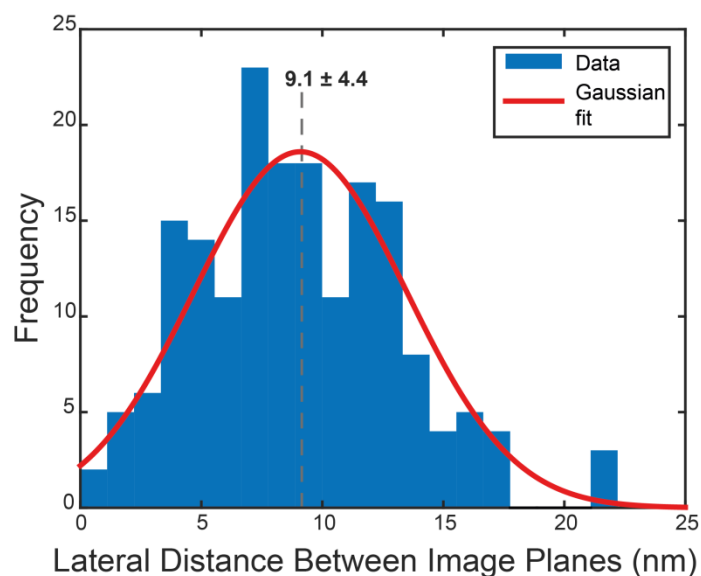 25
20
15
10
5
0
Frequency
9.1 ± 4.4
Data
Gaussian
fit
0 5 10 15 20 25
Lateral Distance Between Image Planes (nm)